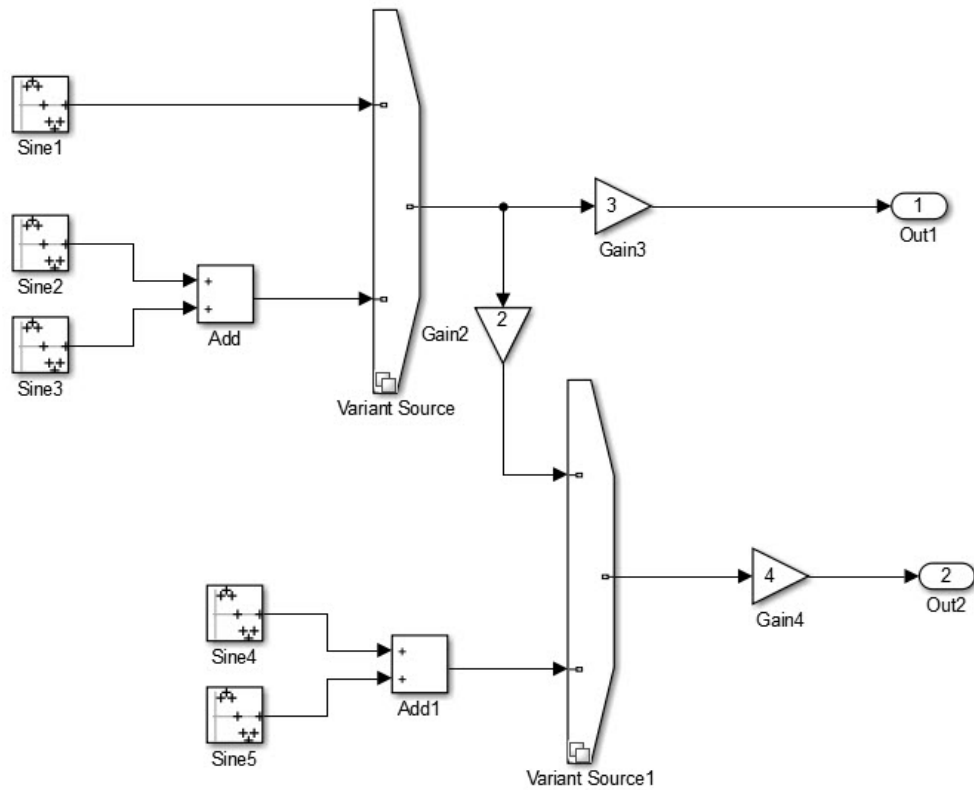 Sine1
3
1
Gain3
Out1
Sine2
+
+
Add
2
Gain2
Sine3
Variant Source
4
2
Gain4
Out2
Sine4
+
+
Add1
Sine5
Variant Source1